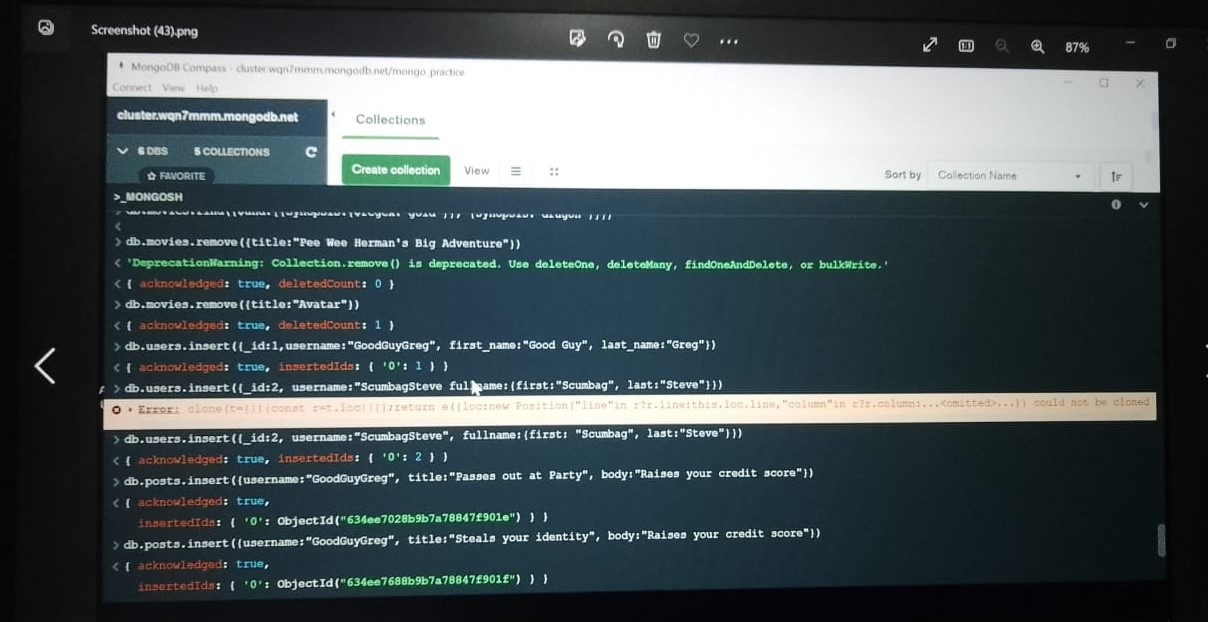 Screenshot (43).png
87%
MongoDB Compass - cluster.wqn7mmm.mongodb.net/mongo_practice
Connect View Help
cluster.wqn7mmm.mongodb.net
Collections
6 DBS 5 COLLECTIONS
FAVORITE
Create collection
View
Sort by
Collection Name
>_MONGOSH
<
> db.movies.remove({title:"Pee Wee Herman's Big Adventure"})
< 'DeprecationWarning: Collection.remove() is deprecated. Use deleteOne, deleteMany, findOneAndDelete, or bulkWrite.'
< { acknowledged: true, deletedCount: 0 }
> db.movies.remove({title:"Avatar"})
< { acknowledged: true, deletedCount: 1 }
> db.users.insert({_id:1,username:"GoodGuyGreg", first_name:"Good Guy", last_name:"Greg"})
< { acknowledged: true, insertedIds: { '0': 1 } }
> db.users.insert({_id:2, username:"ScumbagSteve fullname:{first:"Scumbag", last:"Steve"}})
Error: clone(t={}){const r=t.loc||{};return e({loc:new Position("line"in r?r.line:this.loc.line,"column"in r?r.column:...<omitted>...)} could not be cloned
> db.users.insert({_id:2, username:"ScumbagSteve", fullname:{first: "Scumbag", last:"Steve"}})
< { acknowledged: true, insertedIds: { '0': 2 } }
> db.posts.insert({username:"GoodGuyGreg", title:"Passes out at Party", body:"Raises your credit score"})
< { acknowledged: true,
insertedIds: { '0': ObjectId("634ee7028b9b7a78847f901e") } }
> db.posts.insert({username:"GoodGuyGreg", title:"Steals your identity", body:"Raises your credit score"})
< { acknowledged: true,
insertedIds: { '0': ObjectId("634ee7688b9b7a78847f901f") } }